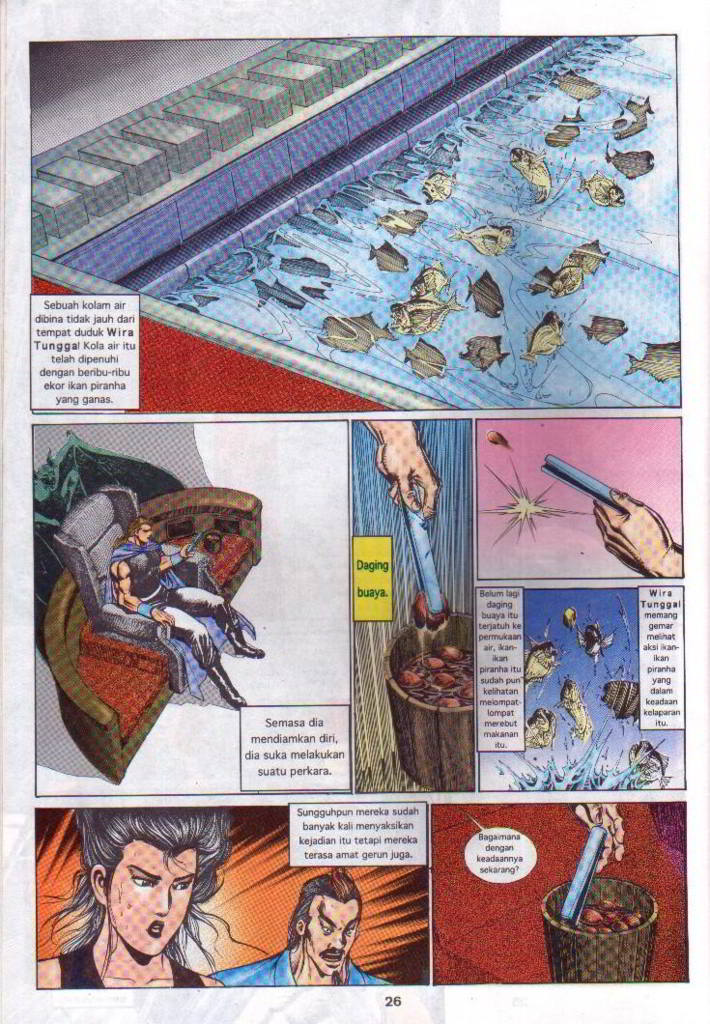 Sebuah kolam air
dibina tidak jauh dari
tempat duduk Wira
Tunggal Kola air itu
telah dipenuhi
dengan beribu-ribu
ekor ikan piranha
yang ganas.
Semasa dia
mendiamkan diri,
dia suka melakukan
suatu perkara.
Daging
buaya.
Belum lagi
daging
buaya itu
terjatuh ke
permukaan
air, ikan-
ikan
piranha itu
sudah pun
kelihatan
melompat-
lompat
merebut
makanan
itu.
Wira
Tunggal
memang
gemar
melihat
aksi ikan-
ikan
piranha
yang
dalam
keadaan
kelaparan
itu.
Sungguhpun mereka sudah
banyak kali menyaksikan
kejadian itu tetapi mereka
terasa amat gerun juga.
Bagaimana
dengan
keadaannya
sekarang?
26